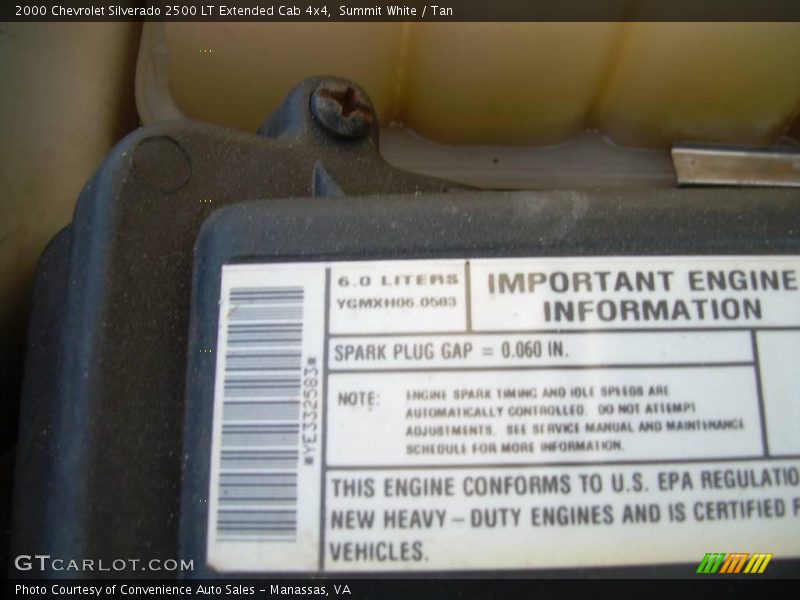 2000 Chevrolet Silverado 2500 LT Extended Cab 4x4, Summit White / Tan
6.0 LITERS
YGMXH06.0583
IMPORTANT ENGINE
INFORMATION
SPARK PLUG GAP = 0.060 IN.
*YE332583*
NOTE: ENGINE SPARK TIMING AND IDLE SPEEDS ARE
AUTOMATICALLY CONTROLLED. DO NOT ATTEMPT
ADJUSTMENTS. SEE SERVICE MANUAL AND MAINTENANCE
SCHEDULE FOR MORE INFORMATION.
THIS ENGINE CONFORMS TO U.S. EPA REGULATIO
NEW HEAVY-DUTY ENGINES AND IS CERTIFIED F
VEHICLES.
GTCARLOT.COM
Photo Courtesy of Convenience Auto Sales - Manassas, VA